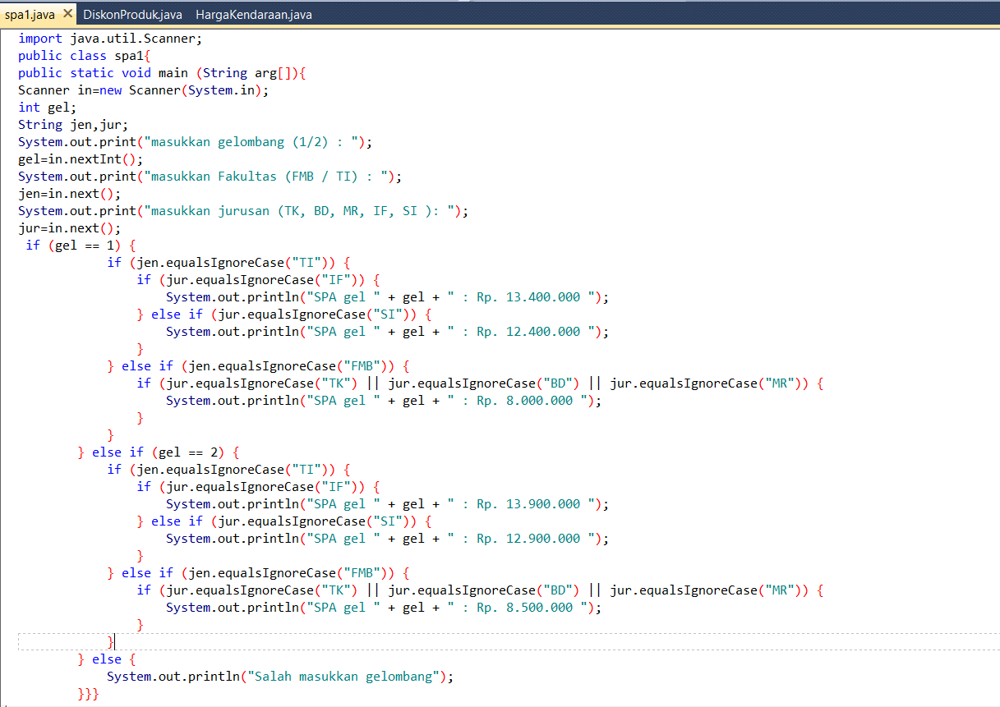 spa1.java ✕ DiskonProduk.java HargaKendaraan.java
import java.util.Scanner;
public class spa1{
public static void main (String arg[]){
Scanner in=new Scanner(System.in);
int gel;
String jen,jur;
System.out.print("masukkan gelombang (1/2) : ");
gel=in.nextInt();
System.out.print("masukkan Fakultas (FMB / TI) : ");
jen=in.next();
System.out.print("masukkan jurusan (TK, BD, MR, IF, SI ): ");
jur=in.next();
 if (gel == 1) {
            if (jen.equalsIgnoreCase("TI")) {
                if (jur.equalsIgnoreCase("IF")) {
                    System.out.println("SPA gel " + gel + " : Rp. 13.400.000 ");
                } else if (jur.equalsIgnoreCase("SI")) {
                    System.out.println("SPA gel " + gel + " : Rp. 12.400.000 ");
                }
            } else if (jen.equalsIgnoreCase("FMB")) {
                if (jur.equalsIgnoreCase("TK") || jur.equalsIgnoreCase("BD") || jur.equalsIgnoreCase("MR")) {
                    System.out.println("SPA gel " + gel + " : Rp. 8.000.000 ");
                }
            }
        } else if (gel == 2) {
            if (jen.equalsIgnoreCase("TI")) {
                if (jur.equalsIgnoreCase("IF")) {
                    System.out.println("SPA gel " + gel + " : Rp. 13.900.000 ");
                } else if (jur.equalsIgnoreCase("SI")) {
                    System.out.println("SPA gel " + gel + " : Rp. 12.900.000 ");
                }
            } else if (jen.equalsIgnoreCase("FMB")) {
                if (jur.equalsIgnoreCase("TK") || jur.equalsIgnoreCase("BD") || jur.equalsIgnoreCase("MR")) {
                    System.out.println("SPA gel " + gel + " : Rp. 8.500.000 ");
                }
            }
        } else {
            System.out.println("Salah masukkan gelombang");
        }}}